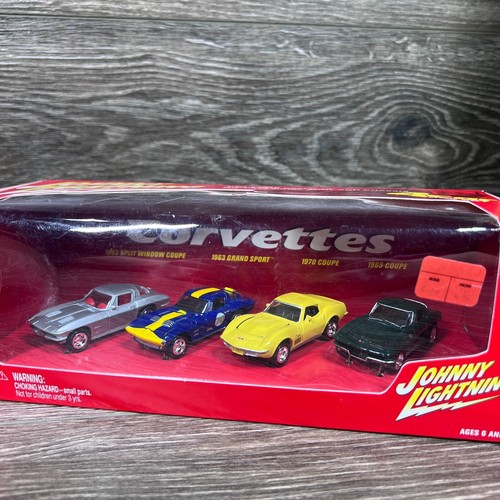 Corvettes
1963 SPLIT WINDOW COUPE
1963 GRAND SPORT
1970 COUPE
1965 COUPE
WARNING:
CHOKING HAZARD—small parts.
Not for children under 3 yrs.
JOHNNY
LIGHTNING
AGES 6 AN